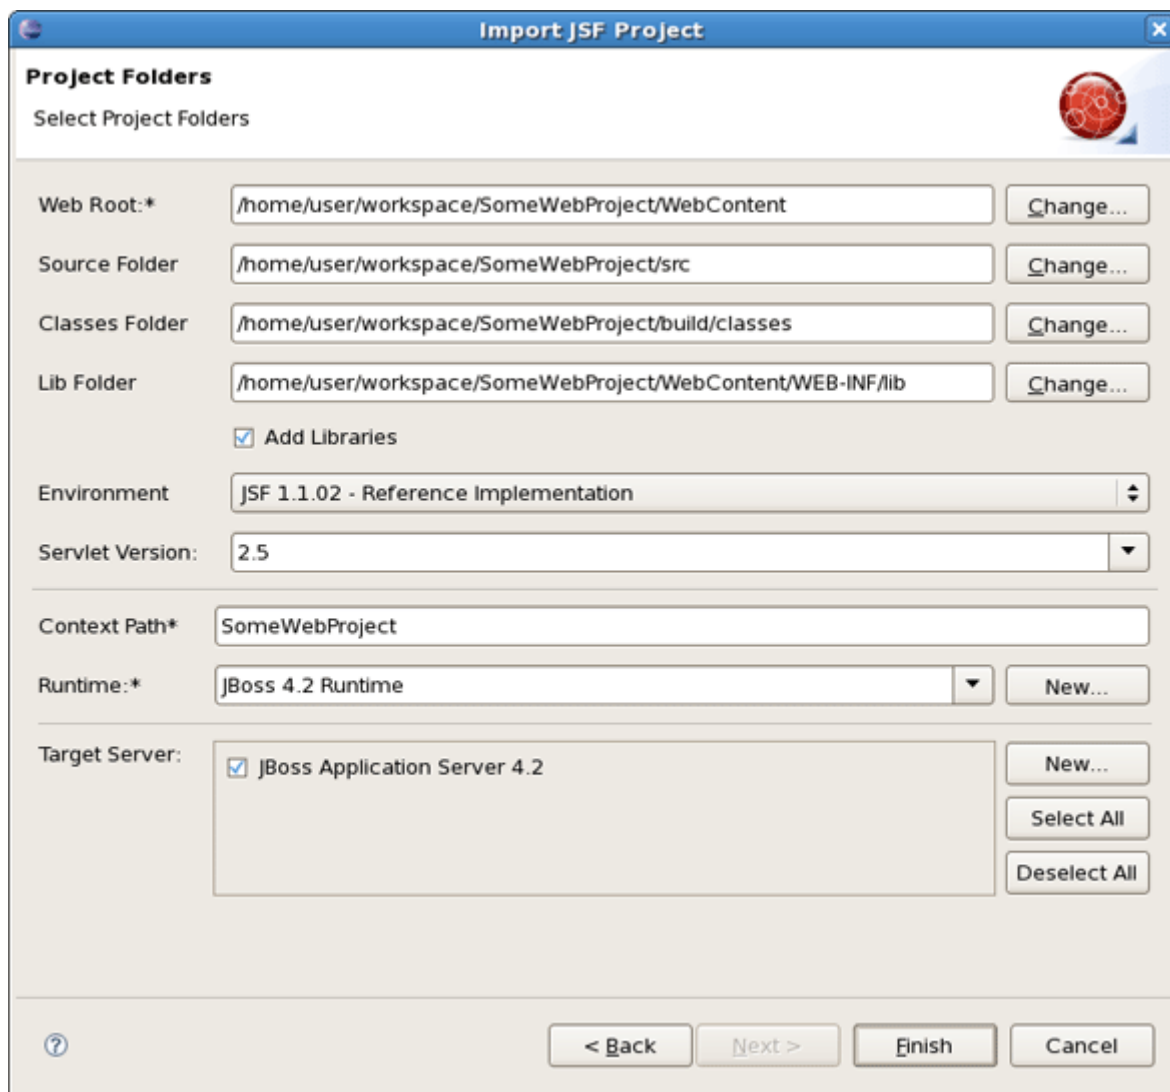 Import JSF Project
Project Folders
Select Project Folders
Web Root:* /home/user/workspace/SomeWebProject/WebContent Change...
Source Folder /home/user/workspace/SomeWebProject/src Change...
Classes Folder /home/user/workspace/SomeWebProject/build/classes Change...
Lib Folder /home/user/workspace/SomeWebProject/WebContent/WEB-INF/lib Change...
Add Libraries
Environment JSF 1.1.02 - Reference Implementation
Servlet Version: 2.5
Context Path* SomeWebProject
Runtime:* JBoss 4.2 Runtime New...
Target Server: JBoss Application Server 4.2 New...
Select All
Deselect All
< Back Next > Finish Cancel